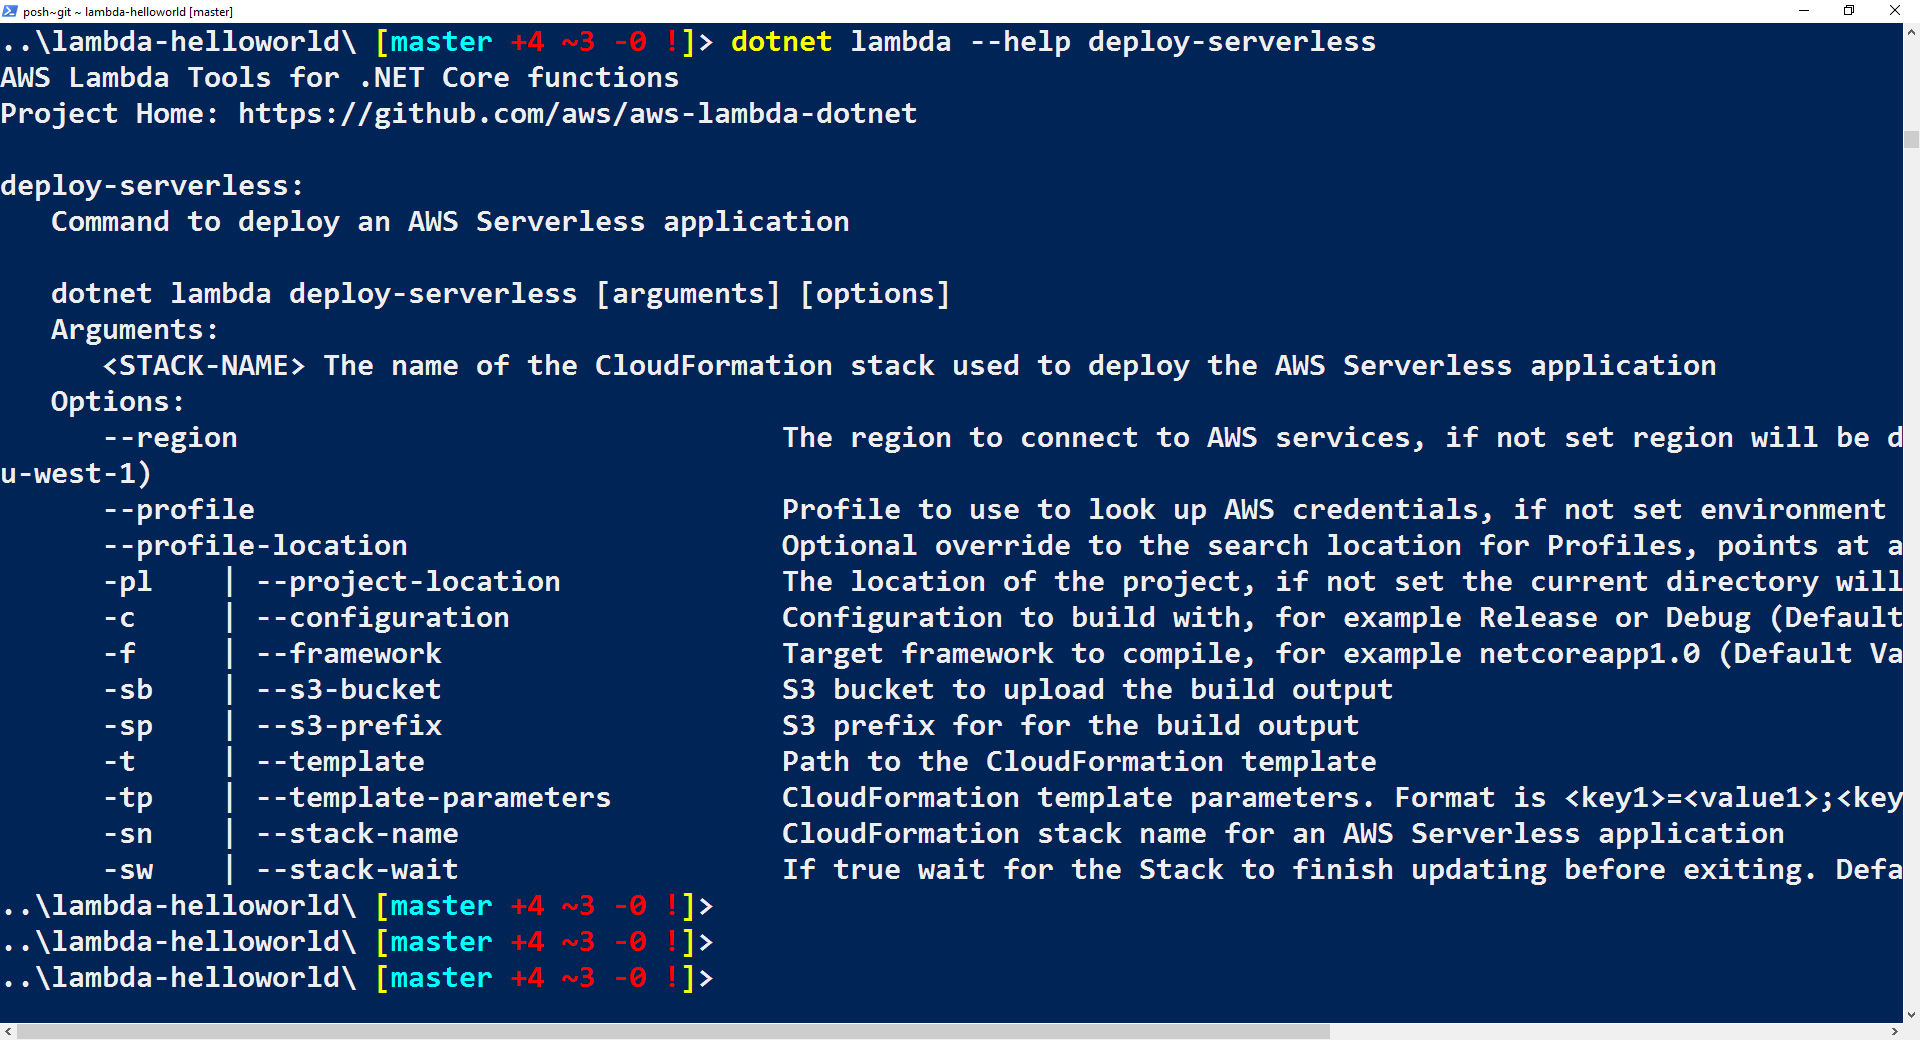 posh~git ~ lambda-helloworld [master]
..\lambda-helloworld\ [master +4 ~3 -0 !]> dotnet lambda --help deploy-serverless
AWS Lambda Tools for .NET Core functions
Project Home: https://github.com/aws/aws-lambda-dotnet
deploy-serverless:
Command to deploy an AWS Serverless application
dotnet lambda deploy-serverless [arguments] [options]
Arguments:
<STACK-NAME> The name of the CloudFormation stack used to deploy the AWS Serverless application
Options:
--region The region to connect to AWS services, if not set region will be d
u-west-1)
--profile Profile to use to look up AWS credentials, if not set environment
--profile-location Optional override to the search location for Profiles, points at a
-pl | --project-location The location of the project, if not set the current directory will
-c | --configuration Configuration to build with, for example Release or Debug (Default
-f | --framework Target framework to compile, for example netcoreapp1.0 (Default Va
-sb | --s3-bucket S3 bucket to upload the build output
-sp | --s3-prefix S3 prefix for for the build output
-t | --template Path to the CloudFormation template
-tp | --template-parameters CloudFormation template parameters. Format is <key1>=<value1>;<key
-sn | --stack-name CloudFormation stack name for an AWS Serverless application
-sw | --stack-wait If true wait for the Stack to finish updating before exiting. Defa
..\lambda-helloworld\ [master +4 ~3 -0 !]>
..\lambda-helloworld\ [master +4 ~3 -0 !]>
..\lambda-helloworld\ [master +4 ~3 -0 !]>